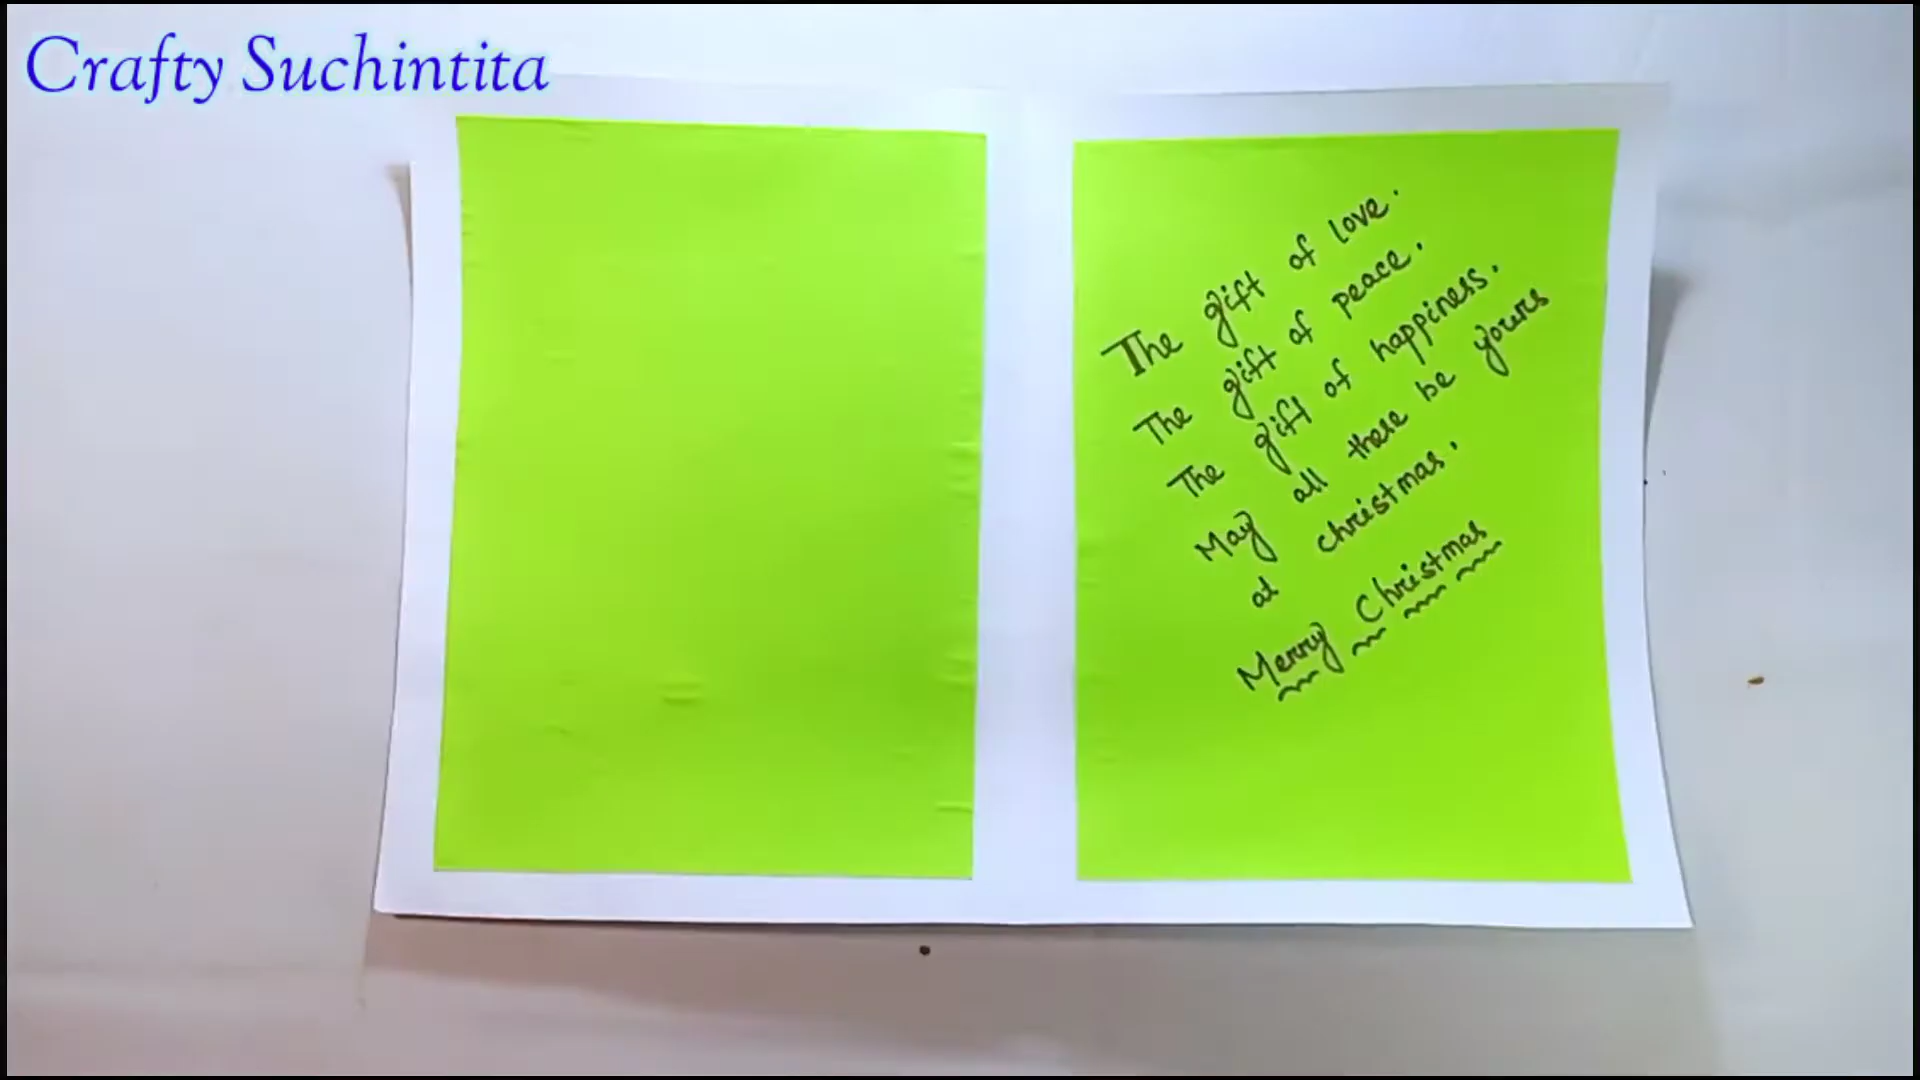 Crafty Suchintita
The gift of love.
The gift of peace.
The gift of happiness.
May all these be yours
at christmas.
Merry Christmas